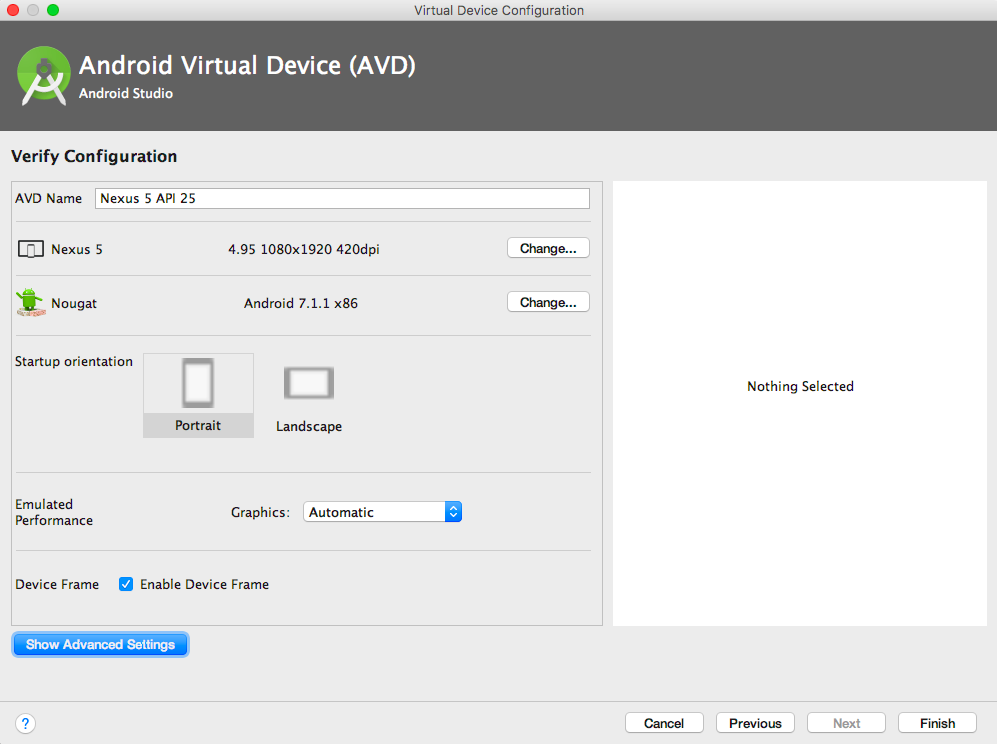 Virtual Device Configuration
Android Virtual Device (AVD)
Android Studio
Verify Configuration
AVD Name Nexus 5 API 25
Nexus 5 4.95 1080x1920 420dpi Change...
Nougat Android 7.1.1 x86 Change...
Startup orientation
Portrait Landscape
Nothing Selected
Emulated
Performance
Graphics: Automatic
Device Frame Enable Device Frame
Show Advanced Settings
? Cancel Previous Next Finish